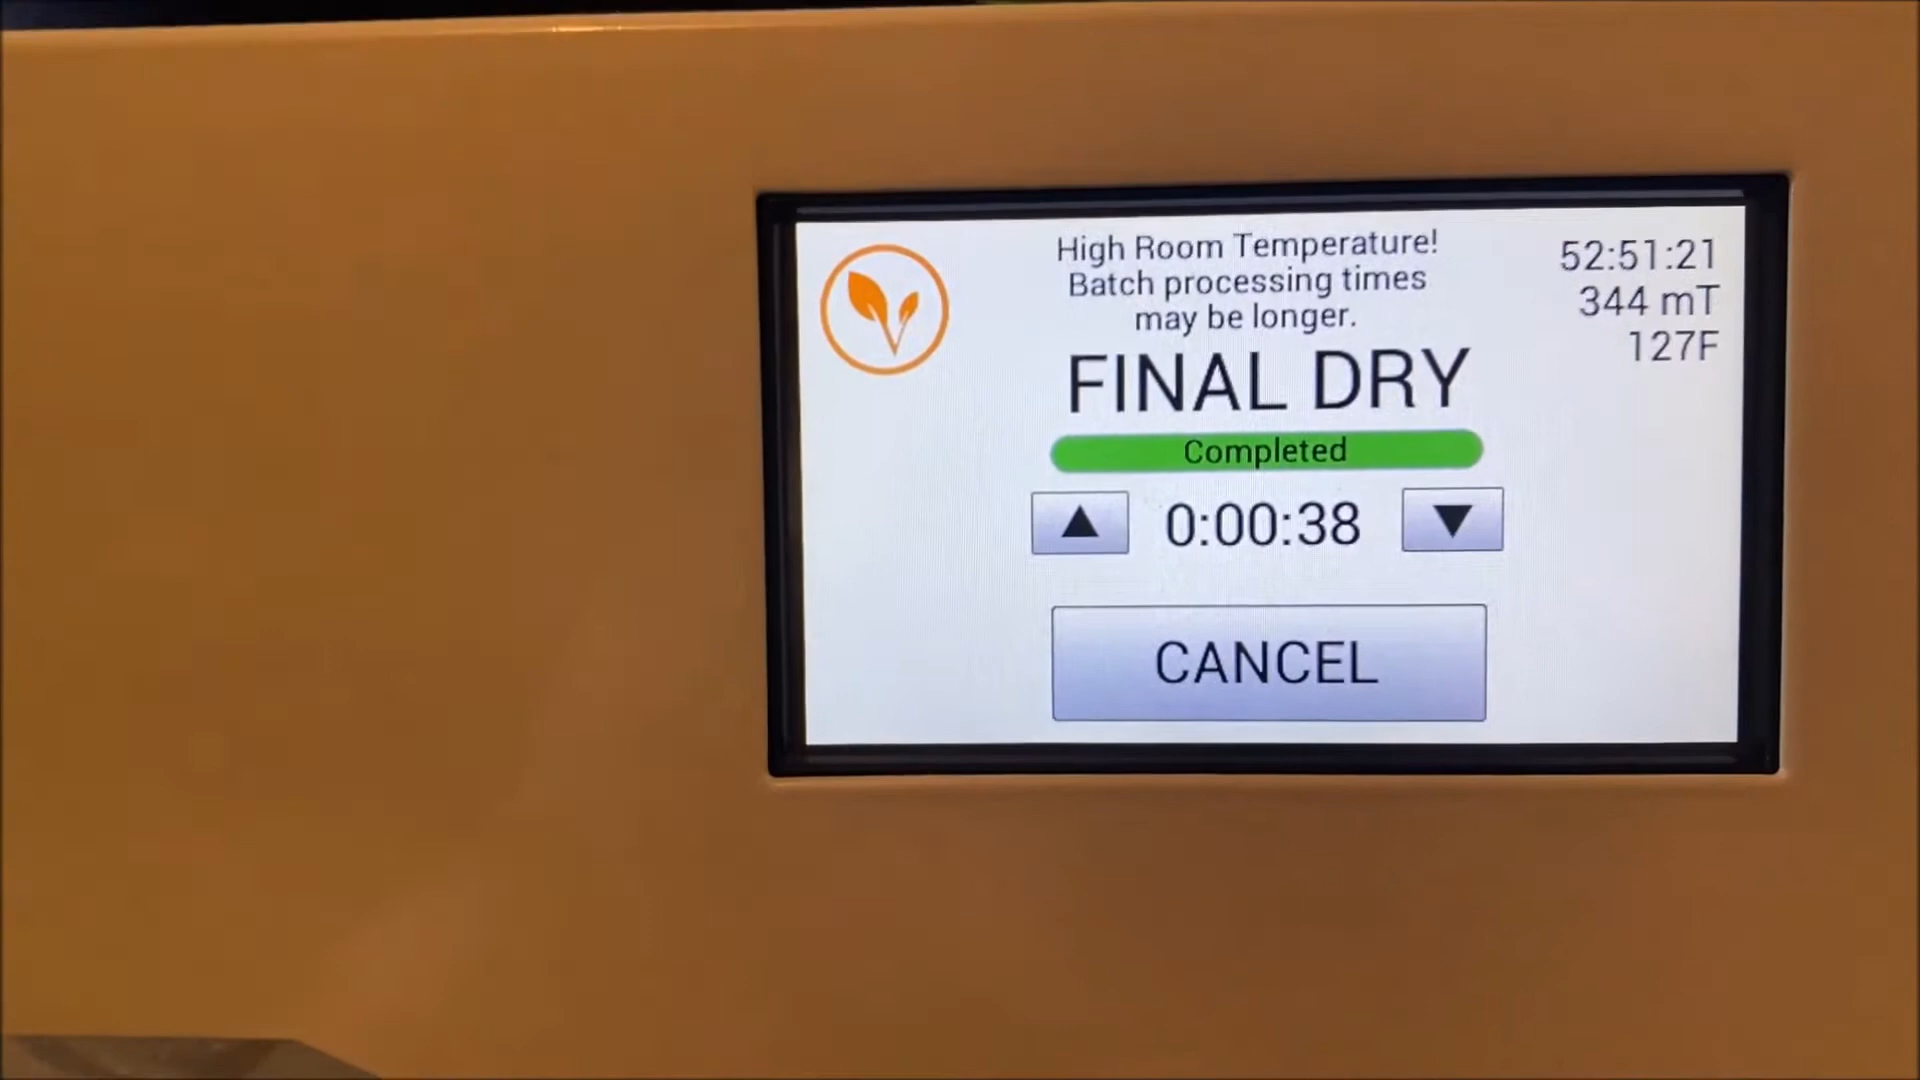 High Room Temperature!
Batch processing times
may be longer.
52:51:21
344 mT
127F
FINAL DRY
Completed
▲ 0:00:38 ▼
CANCEL